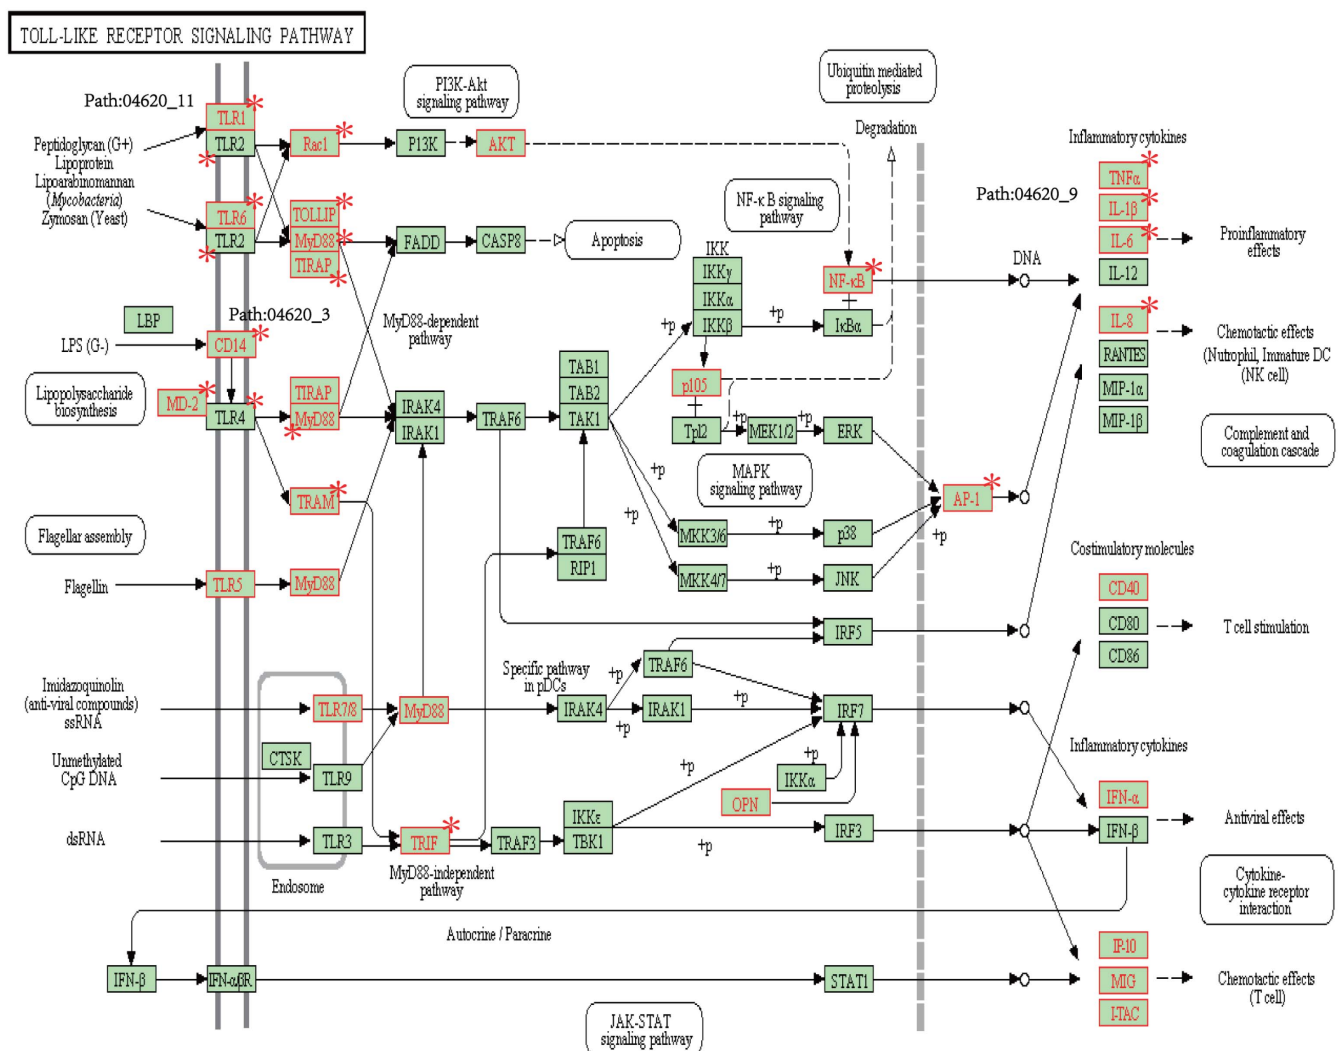 TOLL-LIKE RECEPTOR SIGNALING PATHWAY
Path:04620_11
Peptidoglycan (G+)
Lipoprotein
Lipoarabinomannan
(Mycobacteria)
Zymosan (Yeast)
TLR1 *
TLR2 *
TLR6 *
TLR2 *
Rac1 *
P13K
AKT
PI3K-Akt
signaling pathway
TOLLIP *
MyD88 *
TIRAP *
FADD
CASP8
Apoptosis
Ubiquitin mediated
proteolysis
Degradation
NF-κB signaling
pathway
IKK
IKKγ
IKKα
IKKβ
+p
+p
NF-κB *
IκBα
DNA
Path:04620_9
Inflammatory cytokines
TNFα *
IL-1β *
IL-6 *
IL-12
Proinflammatory
effects
IL-8 *
RANTES
MIP-1α
MIP-1β
Chemotactic effects
(Nutrophil, Immature DC
(NK cell)
Complement and
coagulation cascade
LBP
Path:04620_3
LPS (G-)
CD14 *
Lipopolysaccharide
biosynthesis
MD-2 *
TLR4 *
TIRAP
MyD88
*
MyD88-dependent
pathway
IRAK4
IRAK1
TRAF6
TAB1
TAB2
TAK1
p105
Tpl2
+p
MEK1/2
+p
ERK
MAPK
signaling pathway
+p
+p
MKK3/6
+p
p38
MKK4/7
+p
JNK
+p
AP-1 *
TRAM *
Flagellar assembly
Flagellin
TLR5
MyD88
TRAF6
RIP1
IRF5
Costimulatory molecules
CD40
CD80
CD86
T cell stimulation
Imidazoquinolin
(anti-viral compounds)
ssRNA
TLR7/8
MyD88
Specific pathway
in pDCs
IRAK4
+p
TRAF6
+p
IRAK1
+p
+p
IRF7
Unmethylated
CpG DNA
CTSK
TLR9
+p
+p
IKKα
OPN
Inflammatory cytokines
IFN-α
IFN-β
Antiviral effects
dsRNA
TLR3
TRIF *
TRAF3
IKKε
TBK1
+p
IRF3
Endosome
MyD88-independent
pathway
Cytokine-
cytokine receptor
interaction
Autocrine / Paracrine
IFN-β
IFN-αβR
STAT1
IP-10
MIG
I-TAC
Chemotactic effects
(T cell)
JAK-STAT
signaling pathway